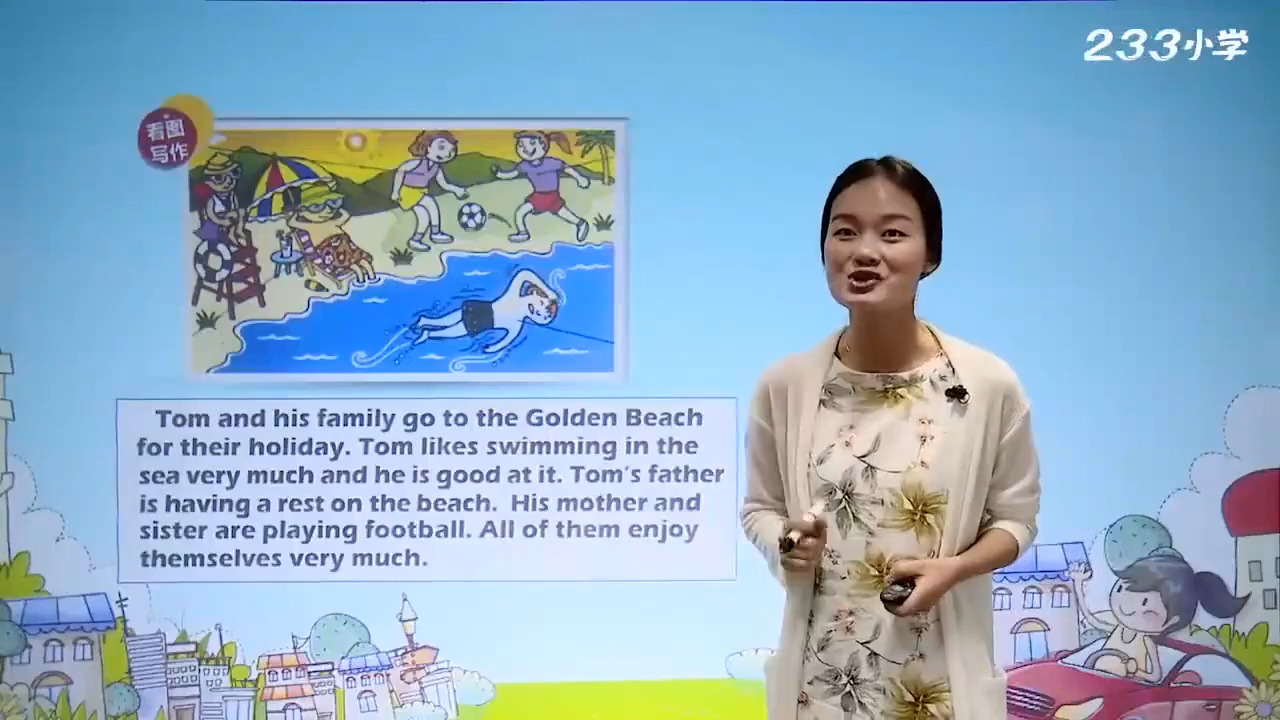 233小学
看图
写作
Tom and his family go to the Golden Beach
for their holiday. Tom likes swimming in the
sea very much and he is good at it. Tom's father
is having a rest on the beach. His mother and
sister are playing football. All of them enjoy
themselves very much.